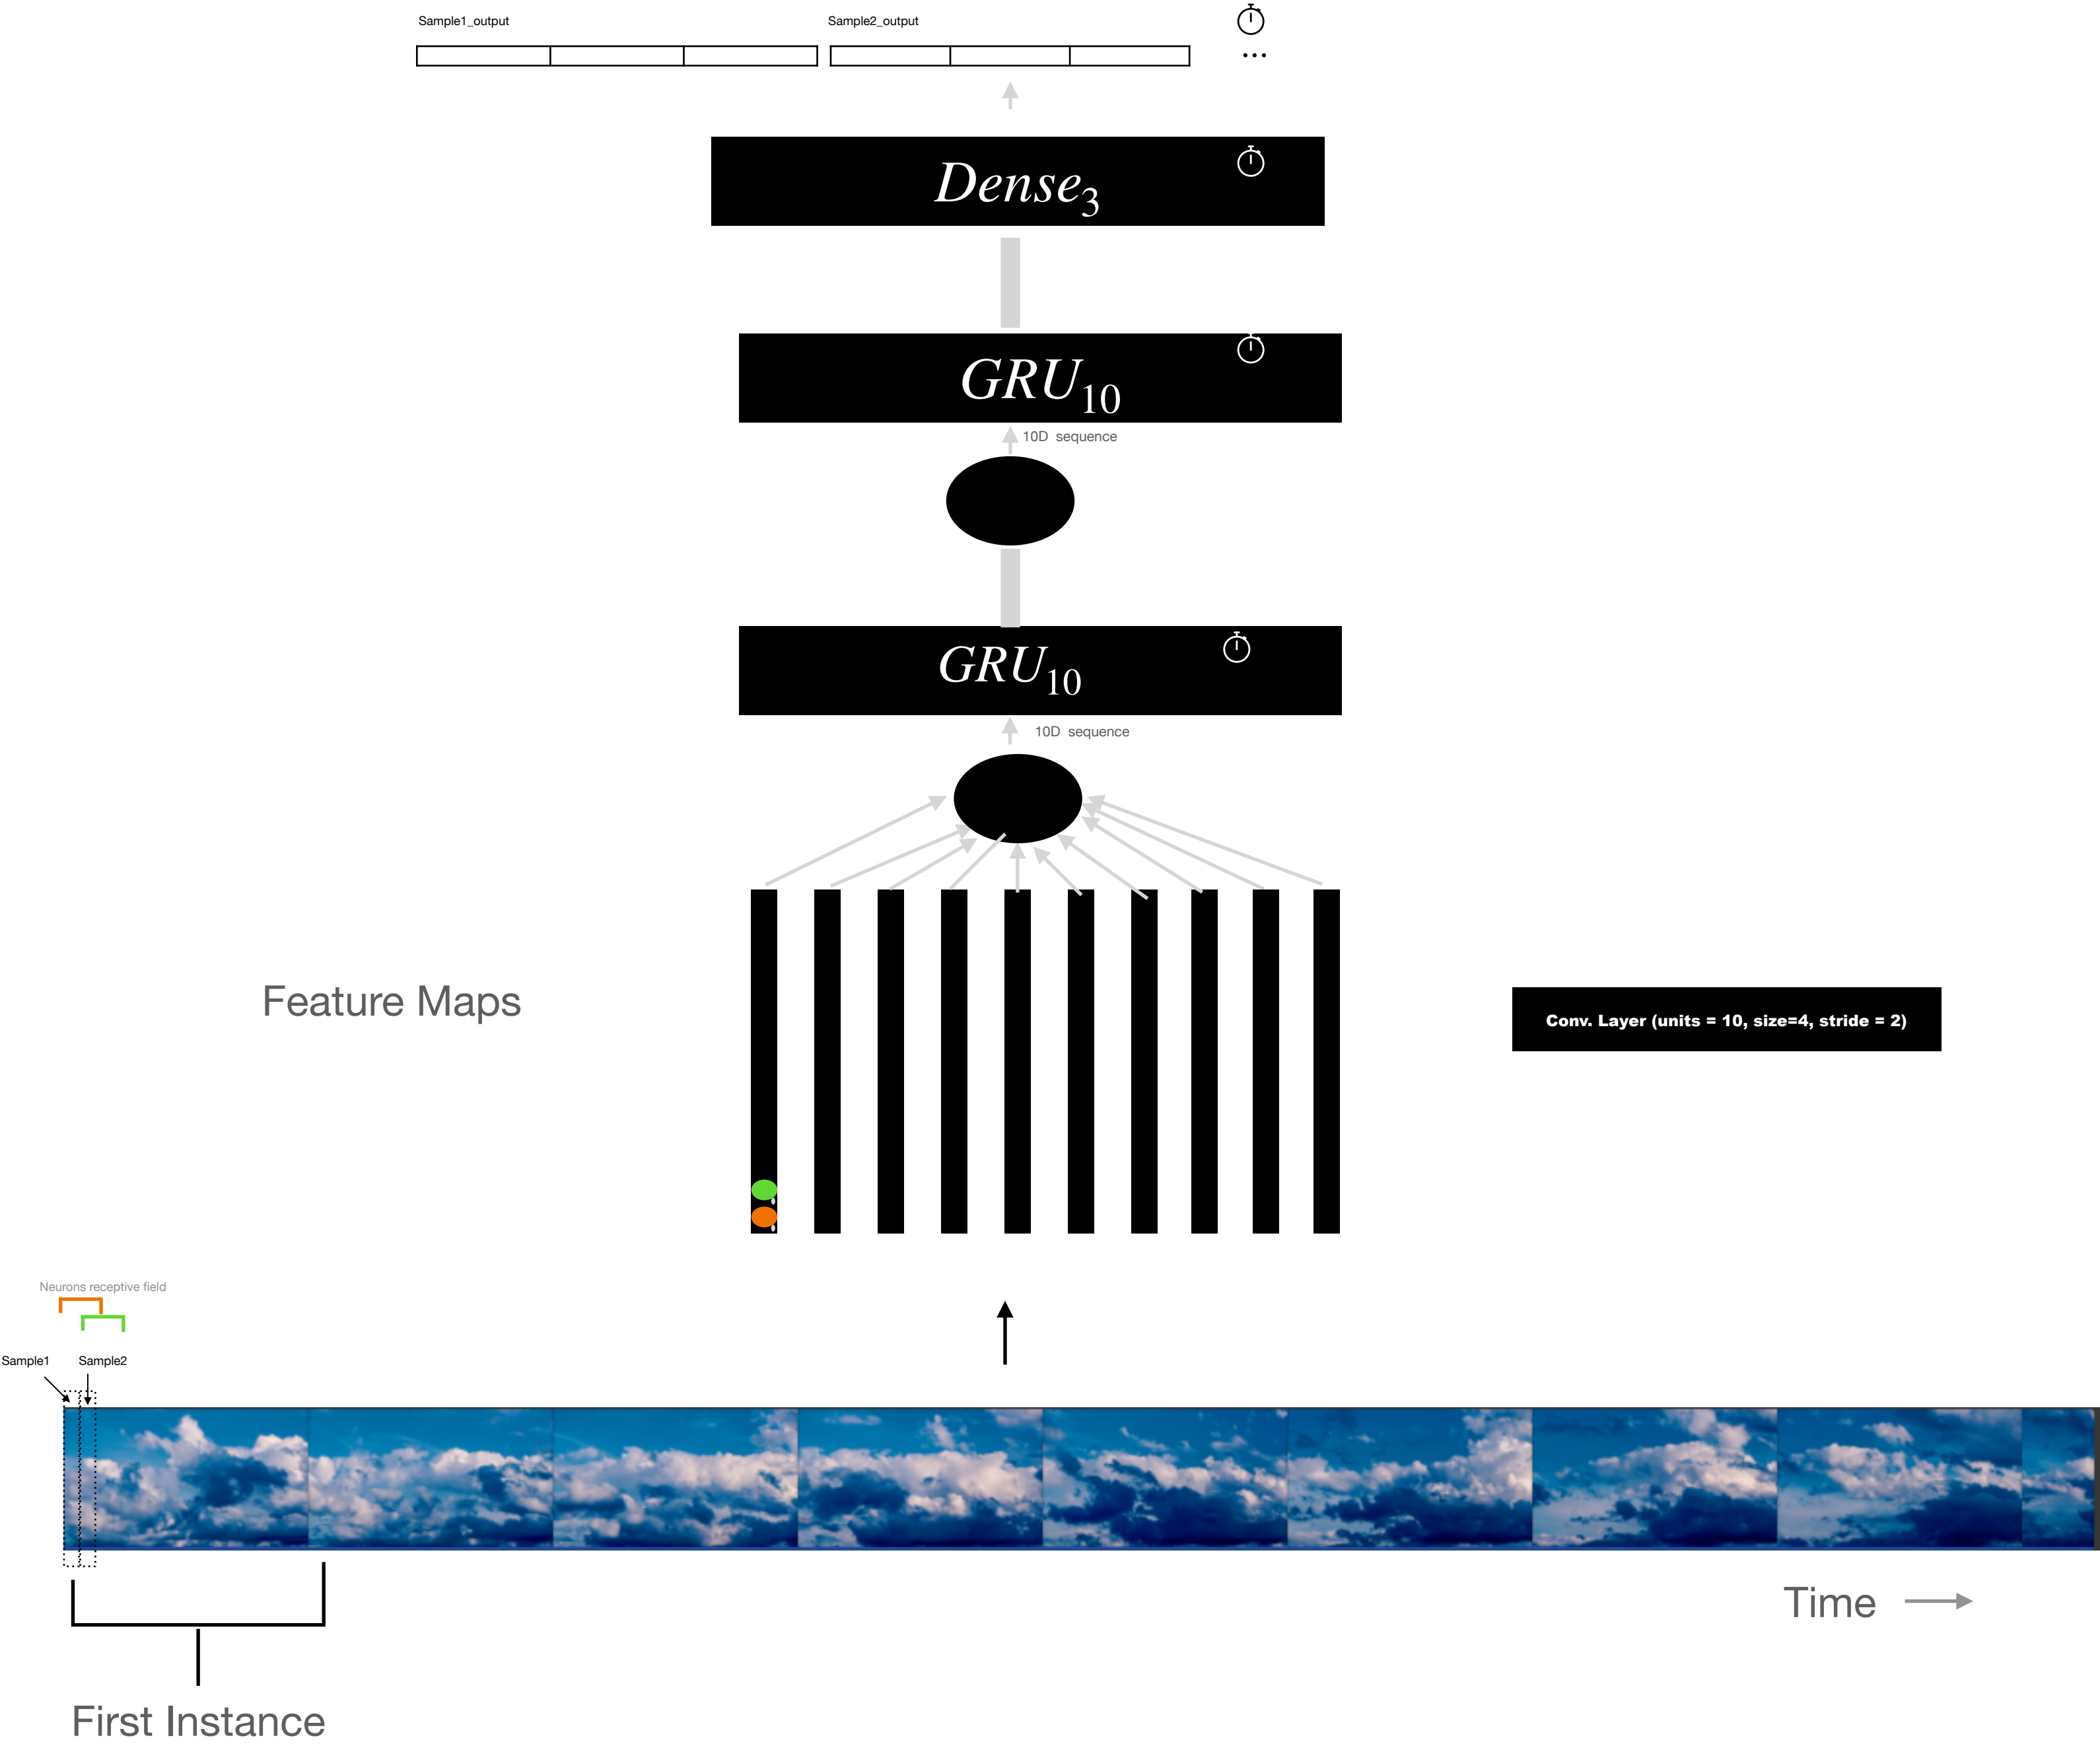 Sample1_output
Sample2_output
...
Dense3
GRU10
10D sequence
GRU10
10D sequence
Feature Maps
Conv. Layer (units = 10, size=4, stride = 2)
Neurons receptive field
Sample1
Sample2
Time
First Instance